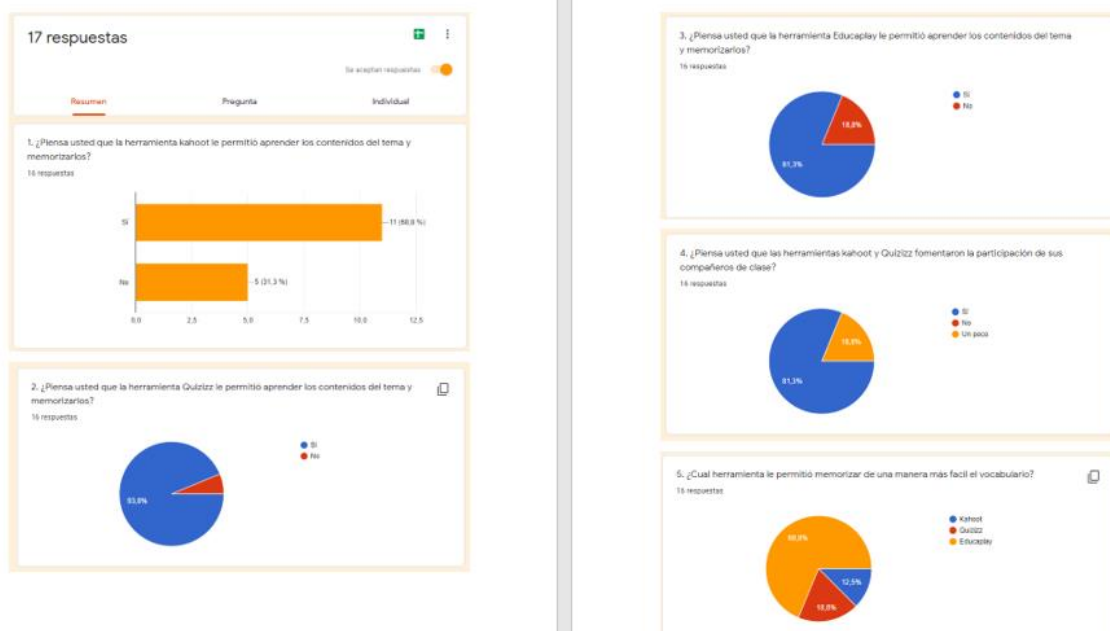 17 respuestas
Se aceptan respuestas
Resumen
Pregunta
Individual
1. ¿Piensa usted que la herramienta kahoot le permitió aprender los contenidos del tema y
memorizarlos?
16 respuestas
Sí
11 (68,8 %)
No
5 (31,3 %)
0,0
2,5
5,0
7,5
10,0
12,5
2. ¿Piensa usted que la herramienta Quizizz le permitió aprender los contenidos del tema y
memorizarlos?
16 respuestas
Sí
No
93,8%
3. ¿Piensa usted que la herramienta Educaplay le permitió aprender los contenidos del tema
y memorizarlos?
16 respuestas
Sí
No
18,8%
81,3%
4. ¿Piensa usted que las herramientas kahoot y Quizizz fomentaron la participación de sus
compañeros de clase?
16 respuestas
Sí
No
Un poco
18,8%
81,3%
5. ¿Cual herramienta le permitió memorizar de una manera más facil el vocabulario?
16 respuestas
Kahoot
Quizizz
Educaplay
68,8%
12,5%
18,8%